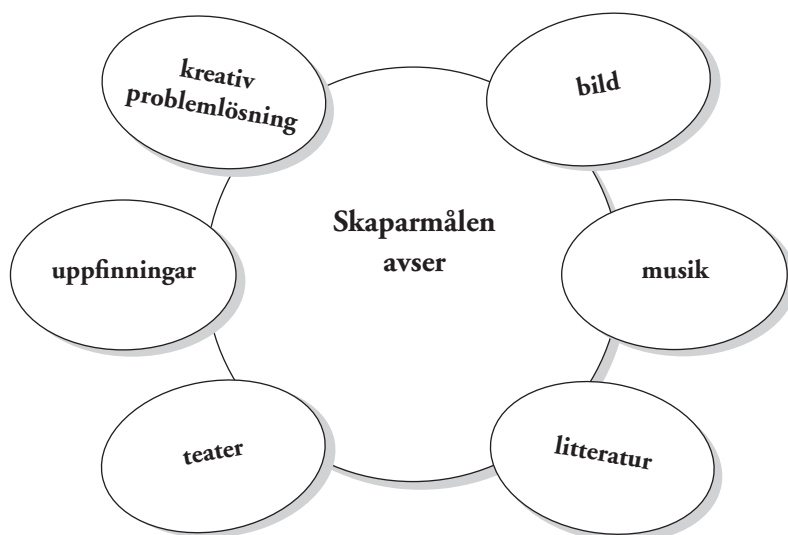 Skaparmålen
avser
kreativ
problemlösning
bild
uppfinningar
musik
teater
litteratur